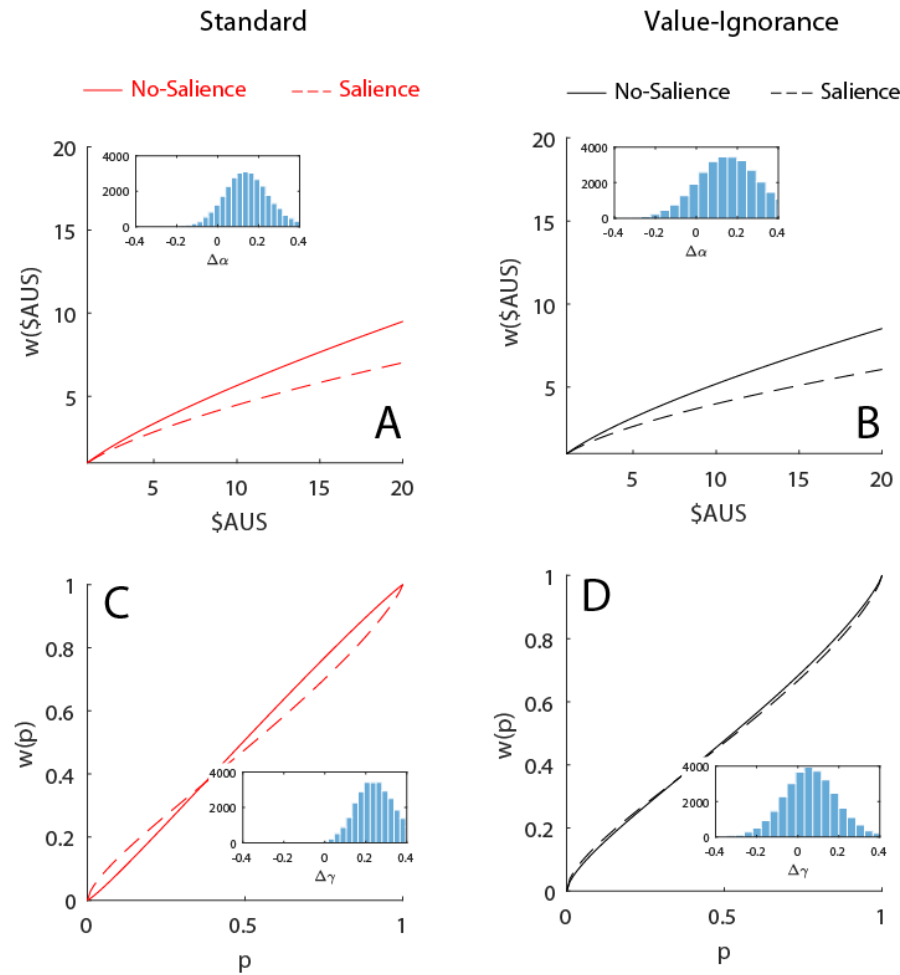 Standard
Value-Ignorance
No-Salience
Salience
No-Salience
Salience
20
15
10
5
w($AUS)
4000
2000
0
-0.4 -0.2 0 0.2 0.4
Δα
A
5 10 15 20
$AUS
20
15
10
5
w($AUS)
4000
2000
0
-0.4 -0.2 0 0.2 0.4
Δα
B
5 10 15 20
$AUS
1
0.8
0.6
0.4
0.2
0
w(p)
C
4000
2000
0
-0.4 -0.2 0 0.2 0.4
Δγ
0 0.5 1
p
1
0.8
0.6
0.4
0.2
0
w(p)
D
4000
2000
0
-0.4 -0.2 0 0.2 0.4
Δγ
0 0.5 1
p